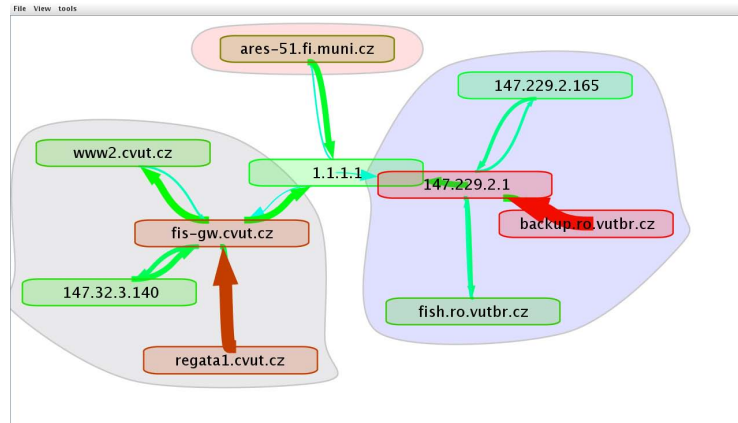 File View tools
ares-51.fi.muni.cz
147.229.2.165
www2.cvut.cz
1.1.1.1
147.229.2.1
backup.ro.vutbr.cz
fis-gw.cvut.cz
147.32.3.140
fish.ro.vutbr.cz
regata1.cvut.cz